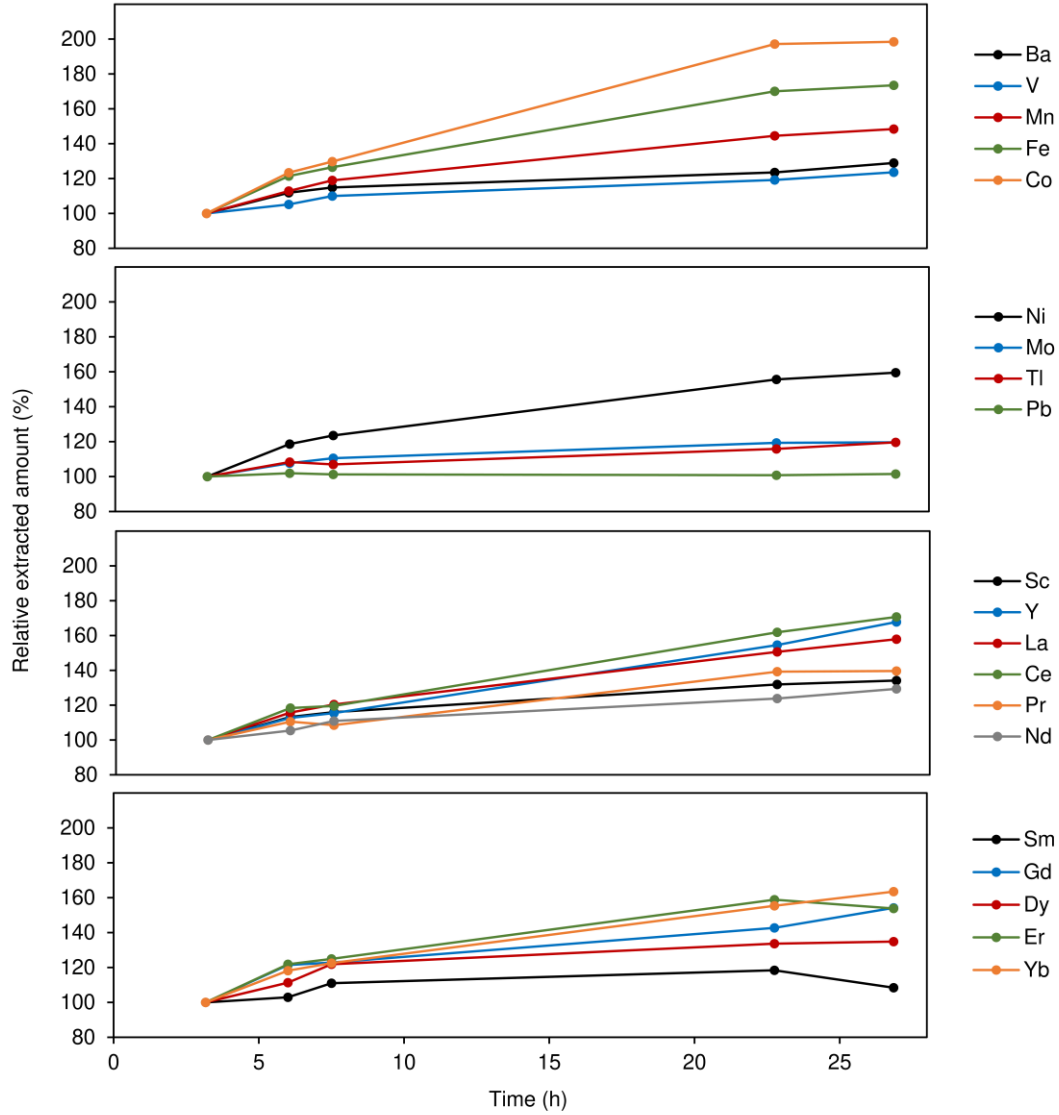 200
180
160
140
120
100
80
Ba
V
Mn
Fe
Co
200
180
160
140
120
100
80
Ni
Mo
Tl
Pb
Relative extracted amount (%)
200
180
160
140
120
100
80
Sc
Y
La
Ce
Pr
Nd
200
180
160
140
120
100
80
Sm
Gd
Dy
Er
Yb
0 5 10 15 20 25
Time (h)